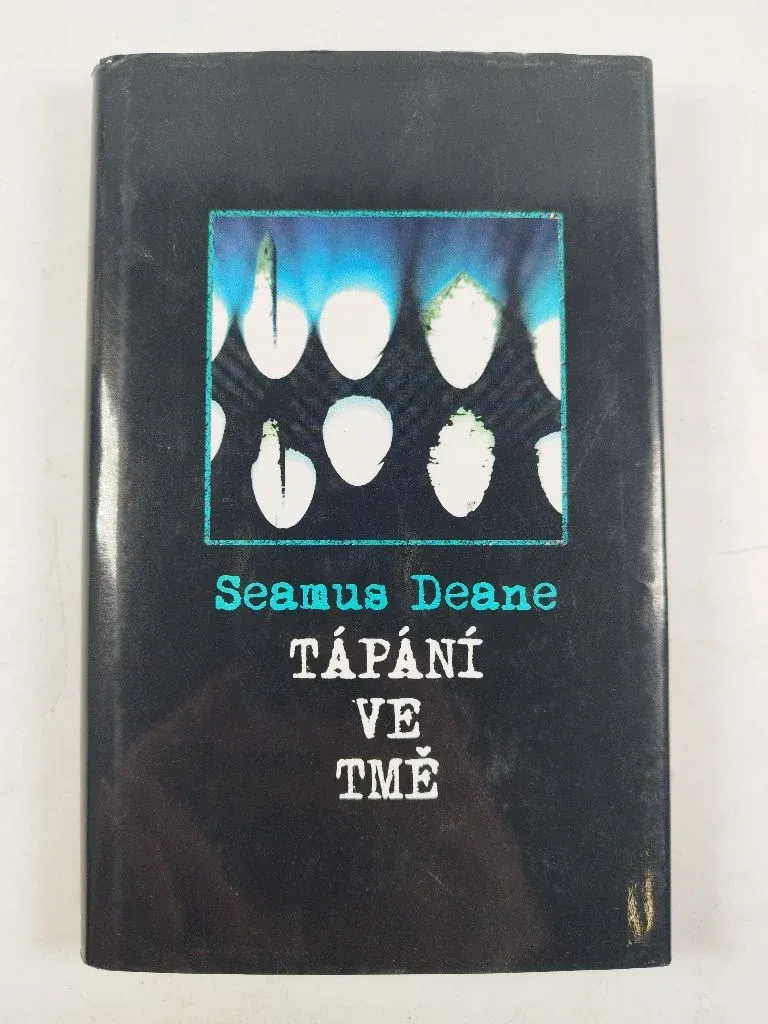 Seamus Deane
TÁPÁNÍ
VE
TMĚ